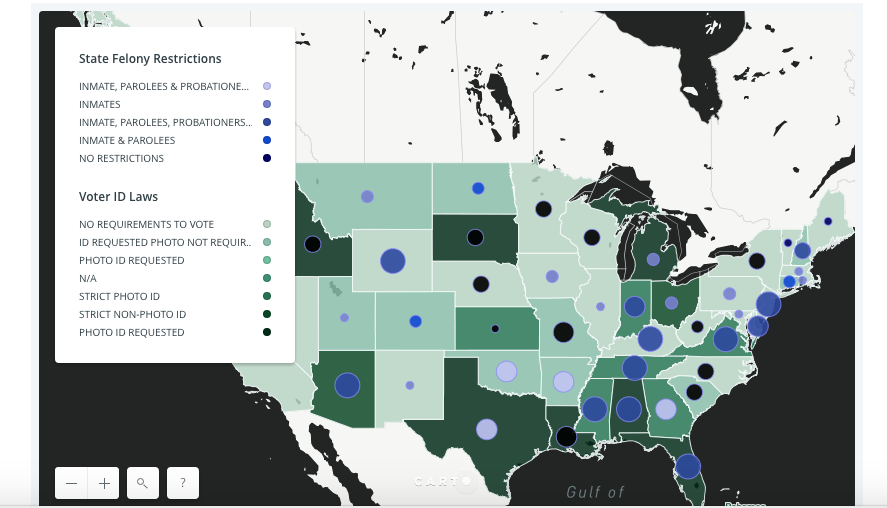 State Felony Restrictions
INMATE, PAROLEES & PROBATIONE...
INMATES
INMATE, PAROLEES, PROBATIONERS...
INMATE & PAROLEES
NO RESTRICTIONS
Voter ID Laws
NO REQUIREMENTS TO VOTE
ID REQUESTED PHOTO NOT REQUIR...
PHOTO ID REQUESTED
N/A
STRICT PHOTO ID
STRICT NON-PHOTO ID
PHOTO ID REQUESTED
?
CARTO
Gulf of
Bahamas